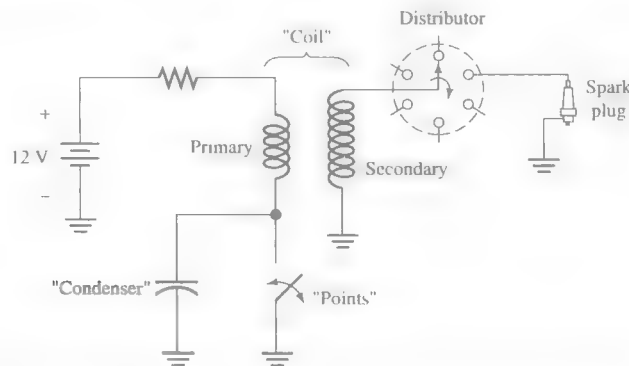 Distributor
"Coil"
Spark
plug
+
12 V
−
Primary
Secondary
"Condenser"
"Points"